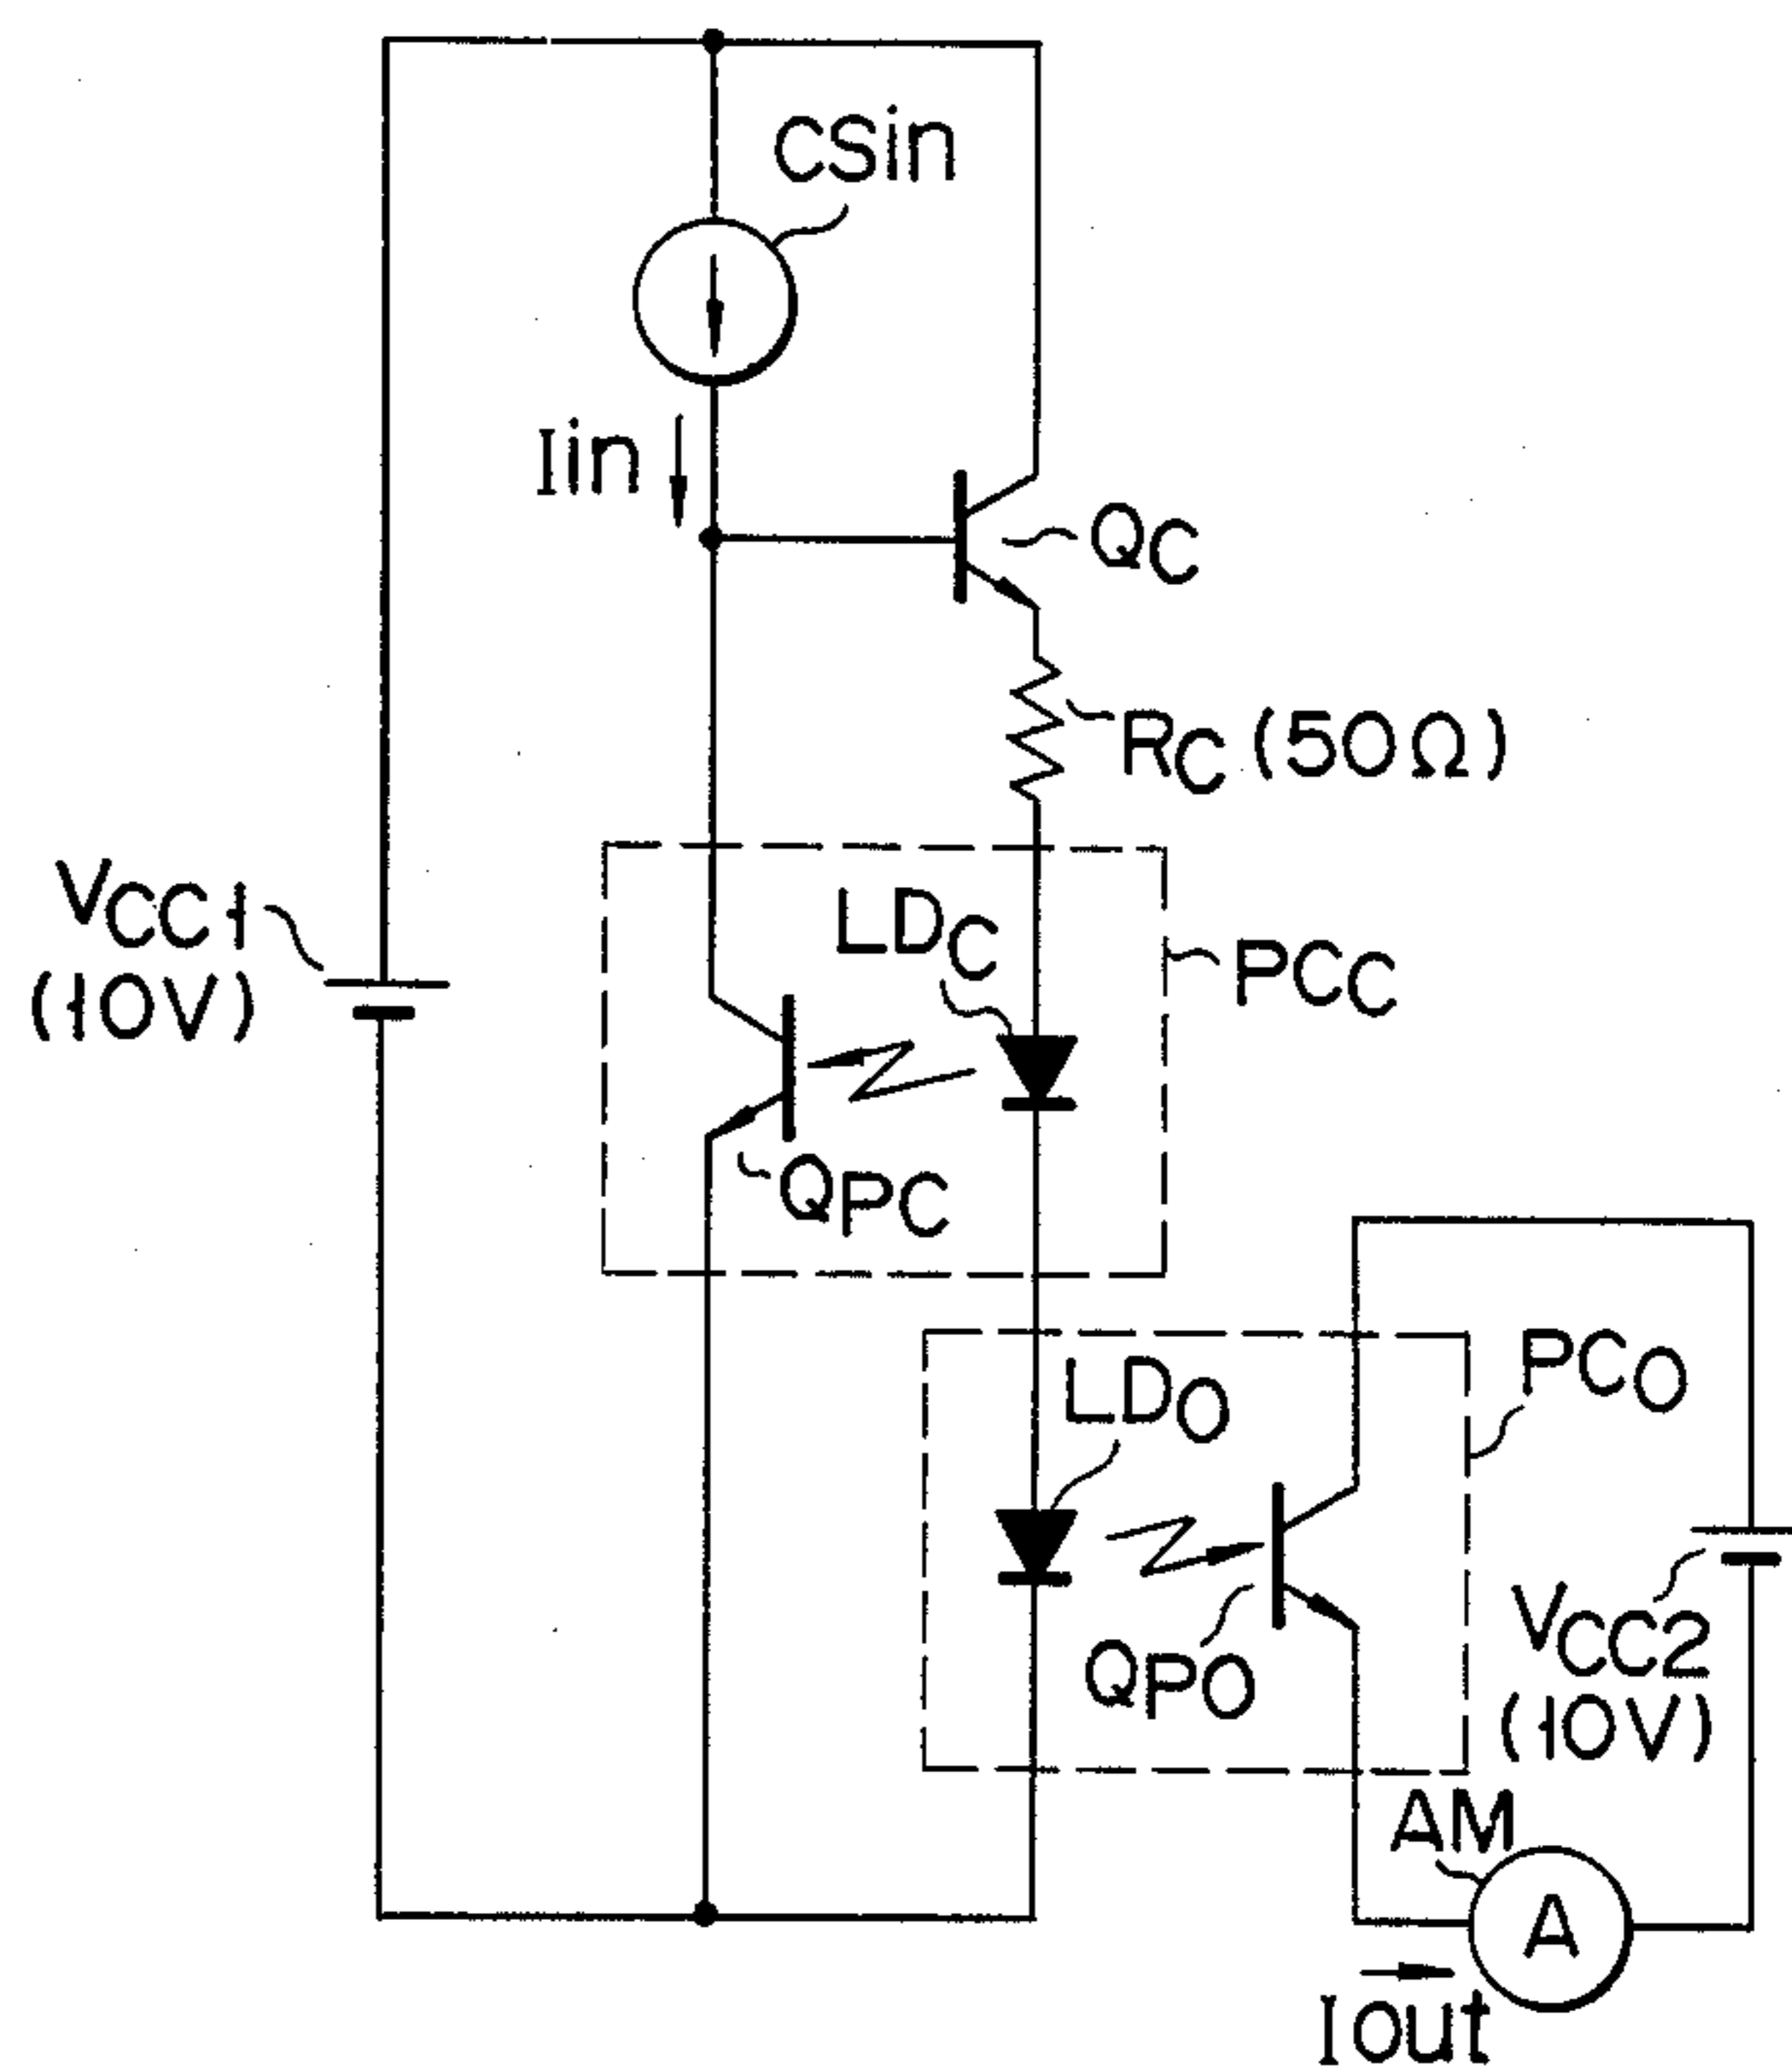 CSin
Iin
QC
RC (50Ω)
VCC1
(10V)
LDC
PCC
QPC
PCO
LDO
QPO
VCC2
(10V)
AM
A
Iout